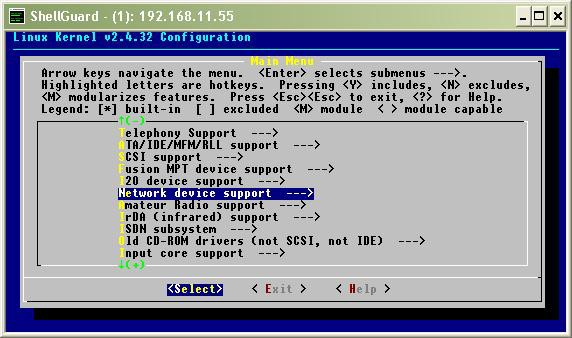 ShellGuard - (1): 192.168.11.55
Linux Kernel v2.4.32 Configuration
Main Menu
Arrow keys navigate the menu. <Enter> selects submenus --->.
Highlighted letters are hotkeys. Pressing <Y> includes, <N> excludes,
<M> modularizes features. Press <Esc><Esc> to exit, <?> for Help.
Legend: [*] built-in [ ] excluded <M> module < > module capable
↑(-)
Telephony Support --->
ATA/IDE/MFM/RLL support --->
SCSI support --->
Fusion MPT device support --->
I2O device support --->
Network device support --->
Amateur Radio support --->
IrDA (infrared) support --->
ISDN subsystem --->
Old CD-ROM drivers (not SCSI, not IDE) --->
Input core support --->
↓(+)
<Select> < Exit > < Help >